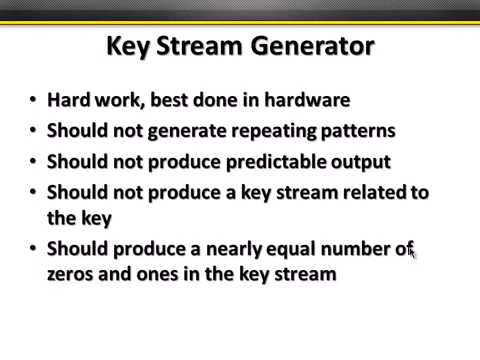 Key Stream Generator
• Hard work, best done in hardware
• Should not generate repeating patterns
• Should not produce predictable output
• Should not produce a key stream related to
the key
• Should produce a nearly equal number of
zeros and ones in the key stream